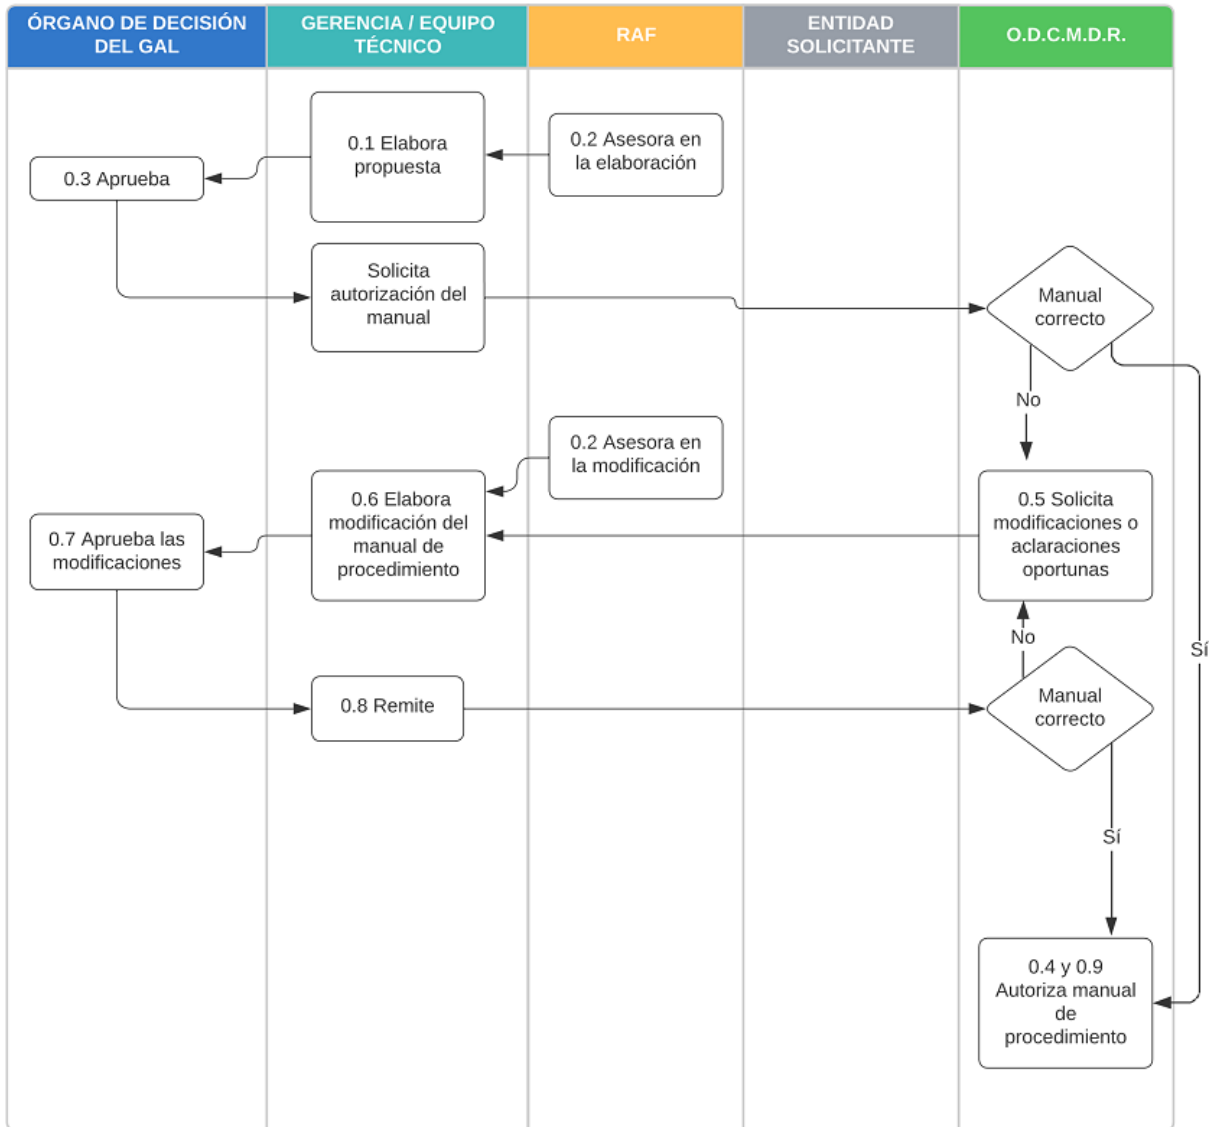 ÓRGANO DE DECISIÓN
DEL GAL
GERENCIA / EQUIPO
TÉCNICO
RAF
ENTIDAD
SOLICITANTE
O.D.C.M.D.R.
0.1 Elabora
propuesta
0.2 Asesora en
la elaboración
0.3 Aprueba
Solicita
autorización del
manual
Manual
correcto
No
0.2 Asesora en
la modificación
0.6 Elabora
modificación del
manual de
procedimiento
0.5 Solicita
modificaciones o
aclaraciones
oportunas
0.7 Aprueba las
modificaciones
No
Sí
0.8 Remite
Manual
correcto
Sí
0.4 y 0.9
Autoriza manual
de
procedimiento